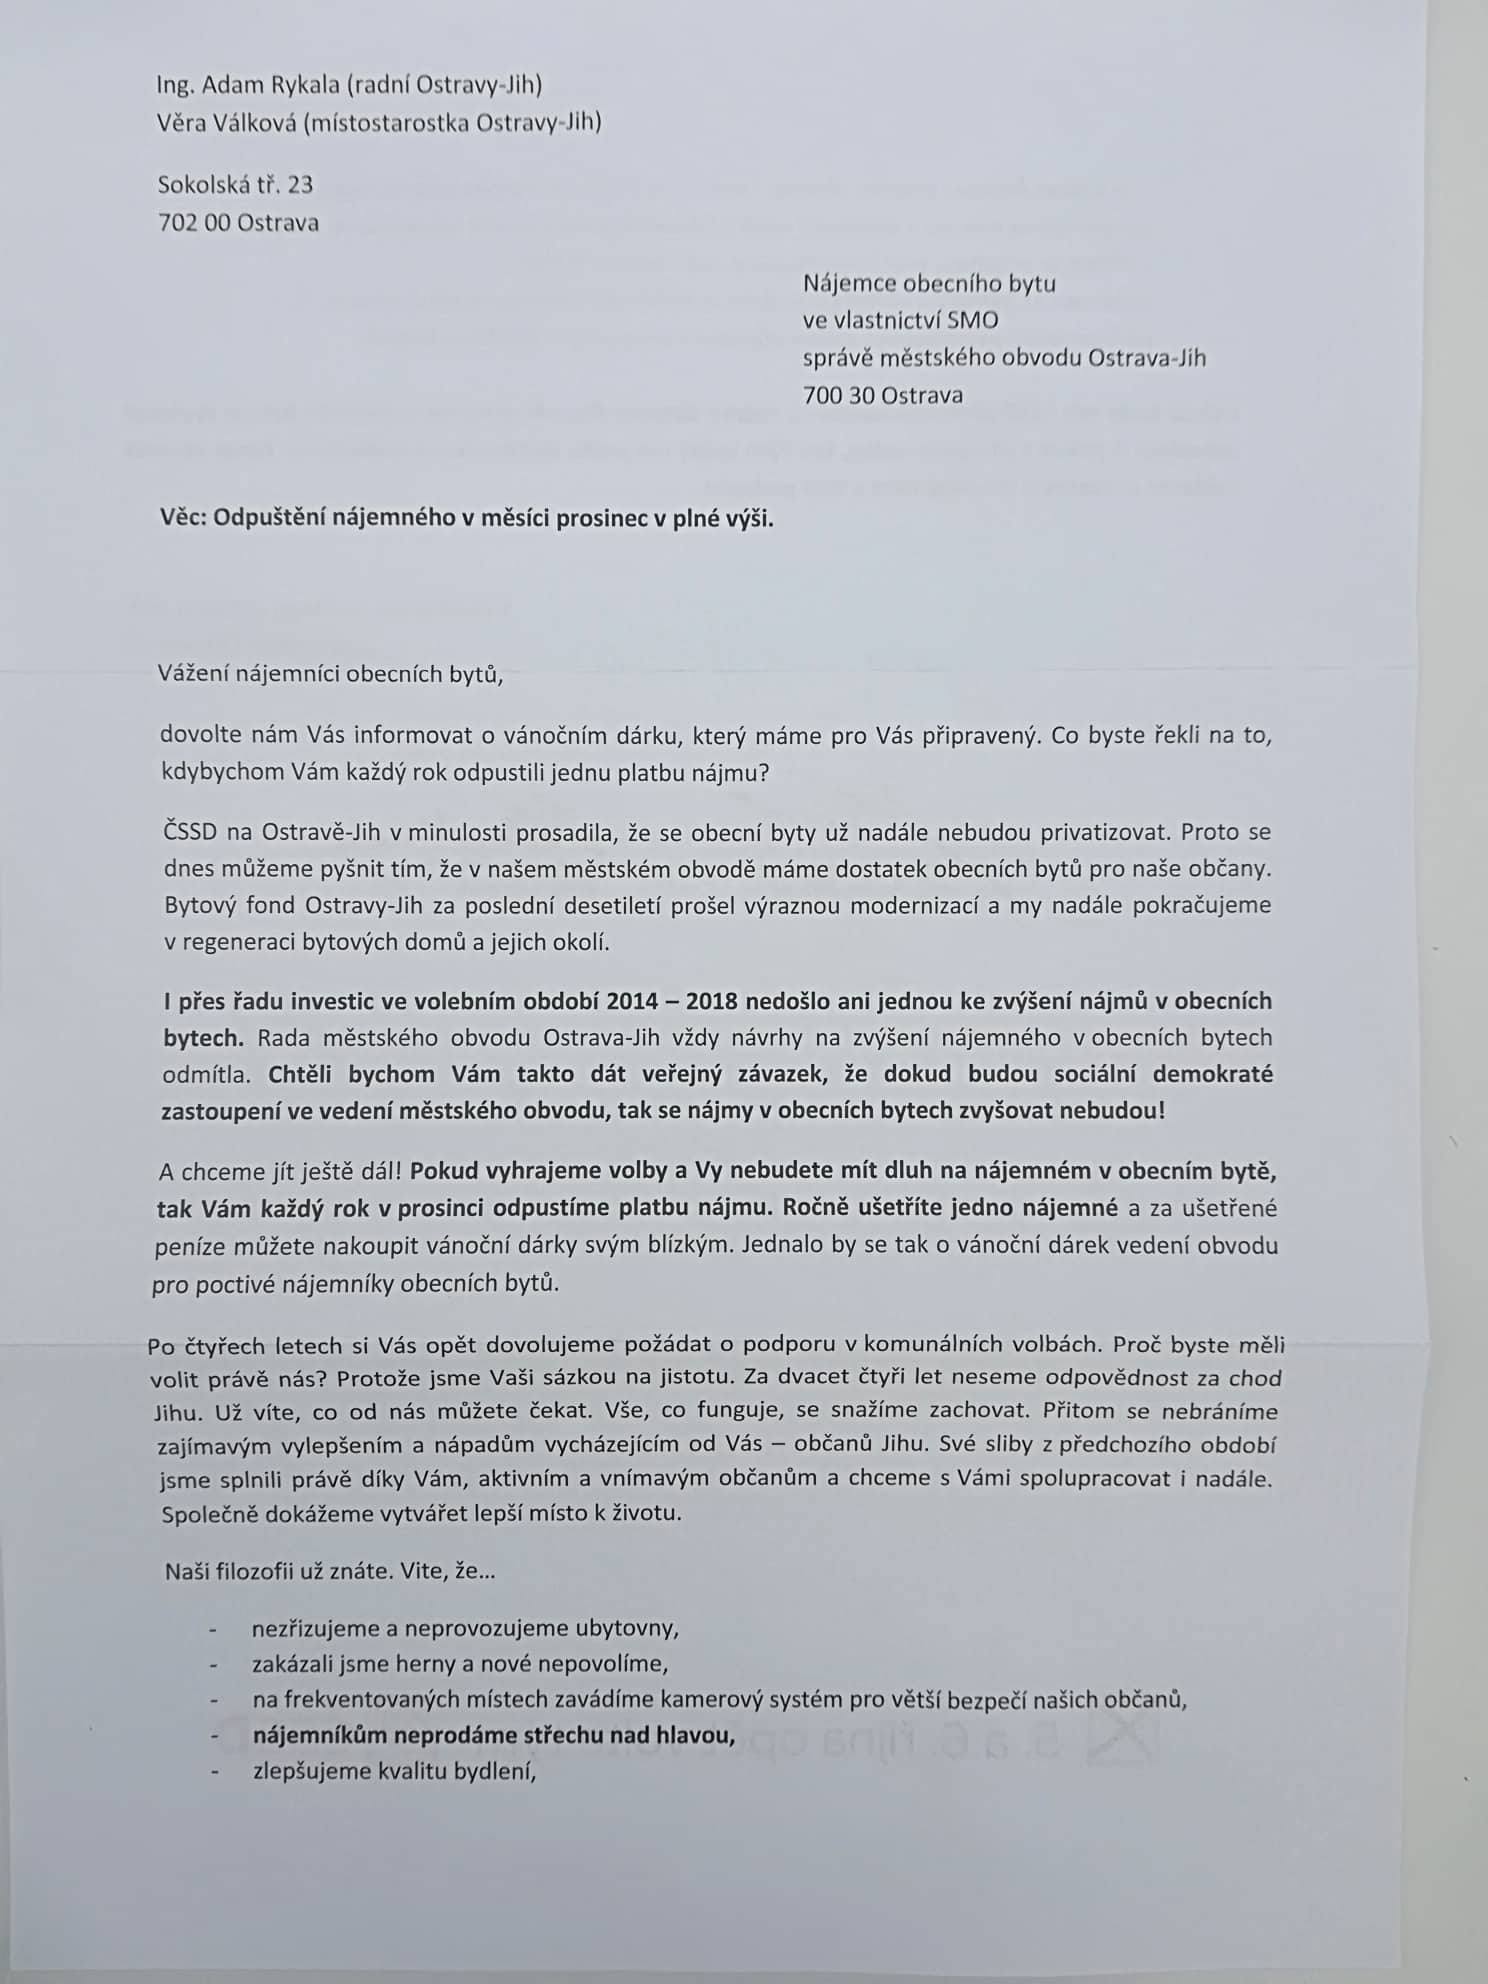 Ing. Adam Rykala (radní Ostravy-Jih)
Věra Válková (místostarostka Ostravy-Jih)
Sokolská tř. 23
702 00 Ostrava
Nájemce obecního bytu
ve vlastnictví SMO
správě městského obvodu Ostrava-Jih
700 30 Ostrava
Věc: Odpuštění nájemného v měsíci prosinec v plné výši.
Vážení nájemníci obecních bytů,
dovolte nám Vás informovat o vánočním dárku, který máme pro Vás připravený. Co byste řekli na to,
kdybychom Vám každý rok odpustili jednu platbu nájmu?
ČSSD na Ostravě-Jih v minulosti prosadila, že se obecní byty už nadále nebudou privatizovat. Proto se
dnes můžeme pyšnit tím, že v našem městském obvodě máme dostatek obecních bytů pro naše občany.
Bytový fond Ostravy-Jih za poslední desetiletí prošel výraznou modernizací a my nadále pokračujeme
v regeneraci bytových domů a jejich okolí.
I přes řadu investic ve volebním období 2014 – 2018 nedošlo ani jednou ke zvýšení nájmů v obecních
bytech. Rada městského obvodu Ostrava-Jih vždy návrhy na zvýšení nájemného v obecních bytech
odmítla. Chtěli bychom Vám takto dát veřejný závazek, že dokud budou sociální demokraté
zastoupení ve vedení městského obvodu, tak se nájmy v obecních bytech zvyšovat nebudou!
A chceme jít ještě dál! Pokud vyhrajeme volby a Vy nebudete mít dluh na nájemném v obecním bytě,
tak Vám každý rok v prosinci odpustíme platbu nájmu. Ročně ušetříte jedno nájemné a za ušetřené
peníze můžete nakoupit vánoční dárky svým blízkým. Jednalo by se tak o vánoční dárek vedení obvodu
pro poctivé nájemníky obecních bytů.
Po čtyřech letech si Vás opět dovolujeme požádat o podporu v komunálních volbách. Proč byste měli
volit právě nás? Protože jsme Vaši sázkou na jistotu. Za dvacet čtyři let neseme odpovědnost za chod
Jihu. Už víte, co od nás můžete čekat. Vše, co funguje, se snažíme zachovat. Přitom se nebráníme
zajímavým vylepšením a nápadům vycházejícím od Vás – občanů Jihu. Své sliby z předchozího období
jsme splnili právě díky Vám, aktivním a vnímavým občanům a chceme s Vámi spolupracovat i nadále.
Společně dokážeme vytvářet lepší místo k životu.
Naši filozofii už znáte. Vite, že...
- nezřizujeme a neprovozujeme ubytovny,
- zakázali jsme herny a nové nepovolíme,
- na frekventovaných místech zavádíme kamerový systém pro větší bezpečí našich občanů,
- nájemníkům neprodáme střechu nad hlavou,
- zlepšujeme kvalitu bydlení,